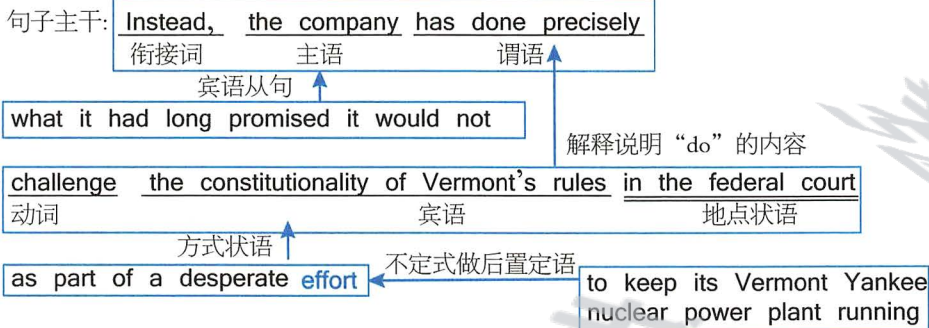 句子主干: Instead, the company has done precisely
衔接词 主语 谓语
宾语从句
what it had long promised it would not
解释说明“do”的内容
challenge the constitutionality of Vermont's rules in the federal court
动词 宾语 地点状语
方式状语
as part of a desperate effort 不定式做后置定语
to keep its Vermont Yankee
nuclear power plant running